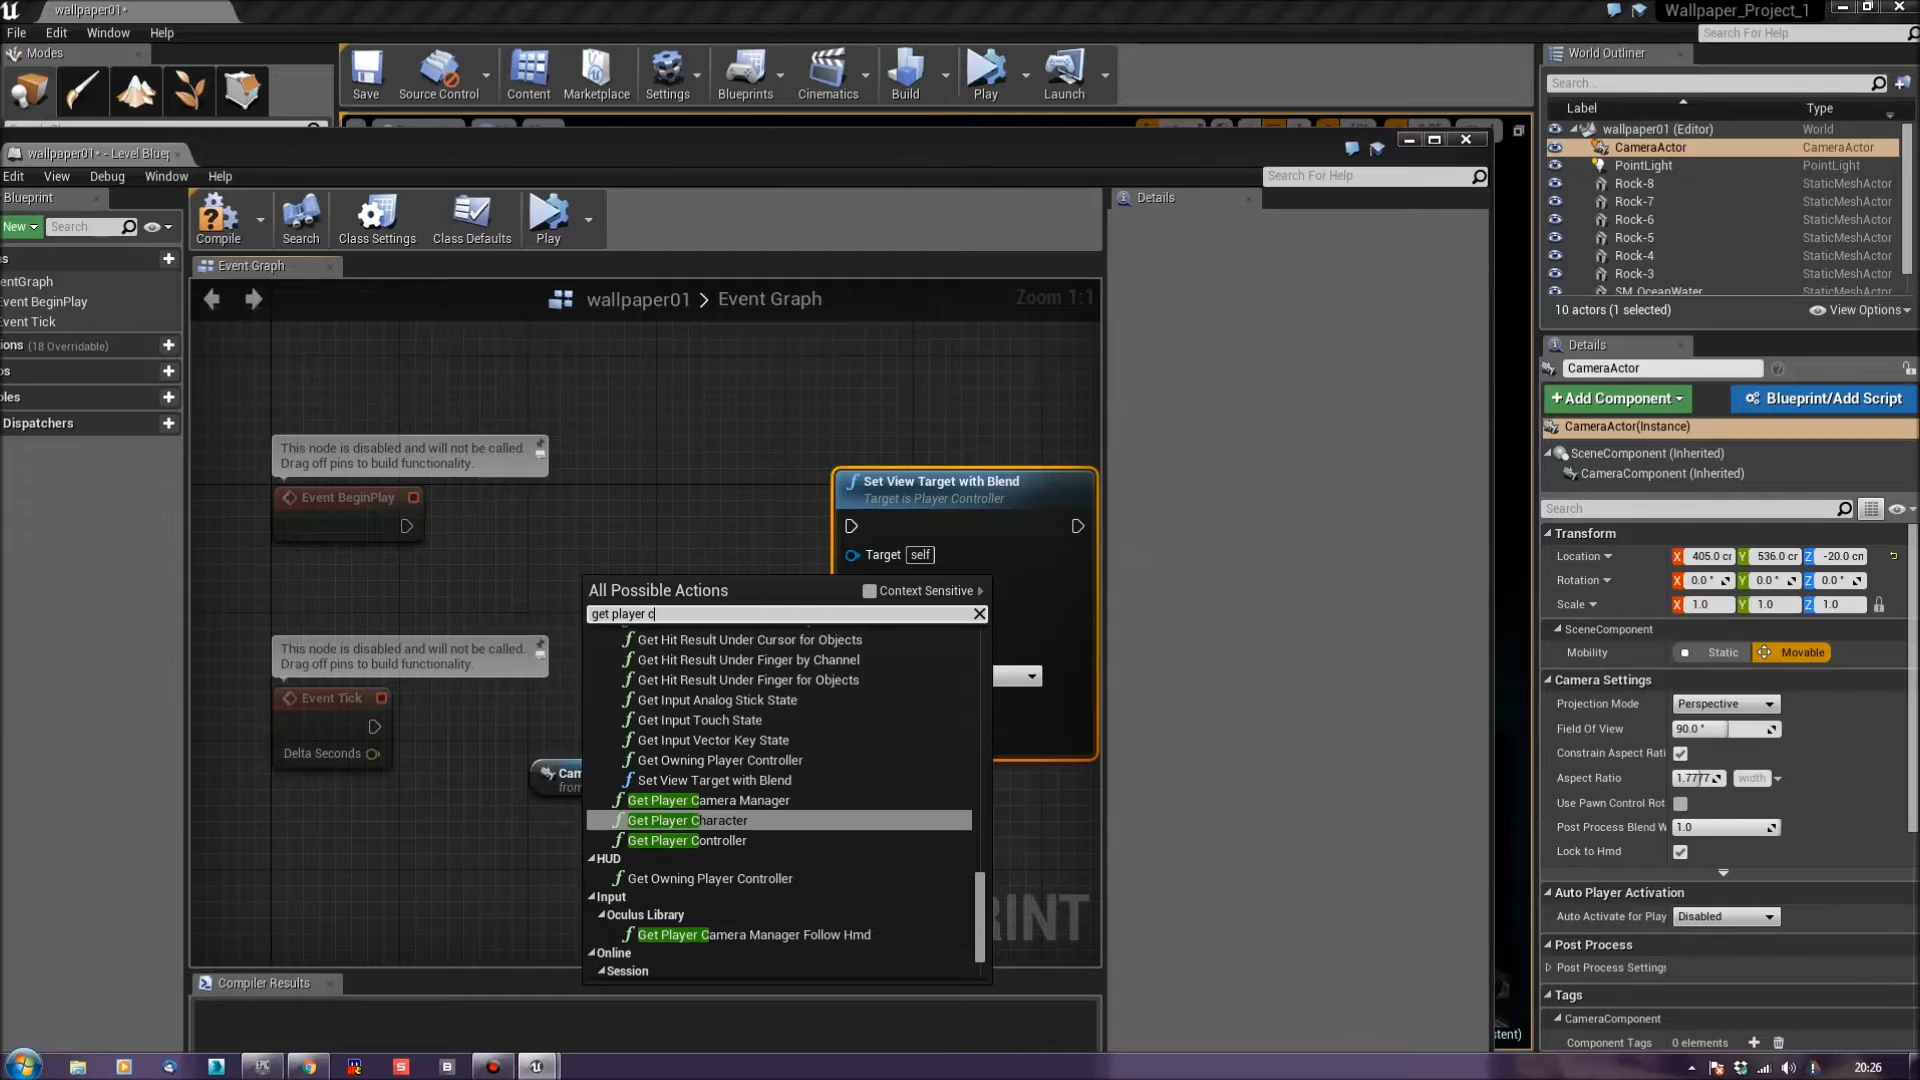 wallpaper01*
Wallpaper_Project_1
File Edit Window Help
Search For Help
Modes
Save
Source Control
Content
Marketplace
Settings
Blueprints
Cinematics
Build
Play
Launch
World Outliner
Search...
Label
Type
wallpaper01 (Editor) World
CameraActor CameraActor
PointLight PointLight
Rock-8 StaticMeshActor
Rock-7 StaticMeshActor
Rock-6 StaticMeshActor
Rock-5 StaticMeshActor
Rock-4 StaticMeshActor
Rock-3 StaticMeshActor
SM_OceanWater StaticMeshActor
10 actors (1 selected)
View Options
wallpaper01* - Level Bluep
Edit View Debug Window Help
Search For Help
Blueprint
New
Search
s
entGraph
Event BeginPlay
Event Tick
ions (18 Overridable)
os
oles
Dispatchers
Compile
Search
Class Settings
Class Defaults
Play
Event Graph
wallpaper01 > Event Graph
Zoom 1:1
This node is disabled and will not be called.
Drag off pins to build functionality.
Event BeginPlay
This node is disabled and will not be called.
Drag off pins to build functionality.
Event Tick
Delta Seconds
Set View Target with Blend
Target is Player Controller
Target self
Cam
from
All Possible Actions
Context Sensitive
get player c
Get Hit Result Under Cursor for Objects
Get Hit Result Under Finger by Channel
Get Hit Result Under Finger for Objects
Get Input Analog Stick State
Get Input Touch State
Get Input Vector Key State
Get Owning Player Controller
Set View Target with Blend
Get Player Camera Manager
Get Player Character
Get Player Controller
HUD
Get Owning Player Controller
Input
Oculus Library
Get Player Camera Manager Follow Hmd
Online
Session
RINT
Compiler Results
Details
Details
CameraActor
+Add Component
Blueprint/Add Script
CameraActor(Instance)
SceneComponent (Inherited)
CameraComponent (Inherited)
Search
Transform
Location X 405.0 cr Y 536.0 cr Z -20.0 cm
Rotation X 0.0 ° Y 0.0 ° Z 0.0 °
Scale X 1.0 Y 1.0 Z 1.0
SceneComponent
Mobility Static Movable
Camera Settings
Projection Mode Perspective
Field Of View 90.0 °
Constrain Aspect Rati
Aspect Ratio 1.7777 width
Use Pawn Control Rot
Post Process Blend W 1.0
Lock to Hmd
Auto Player Activation
Auto Activate for Play Disabled
Post Process
Post Process Settings
Tags
CameraComponent
Component Tags 0 elements
stent)
20:26